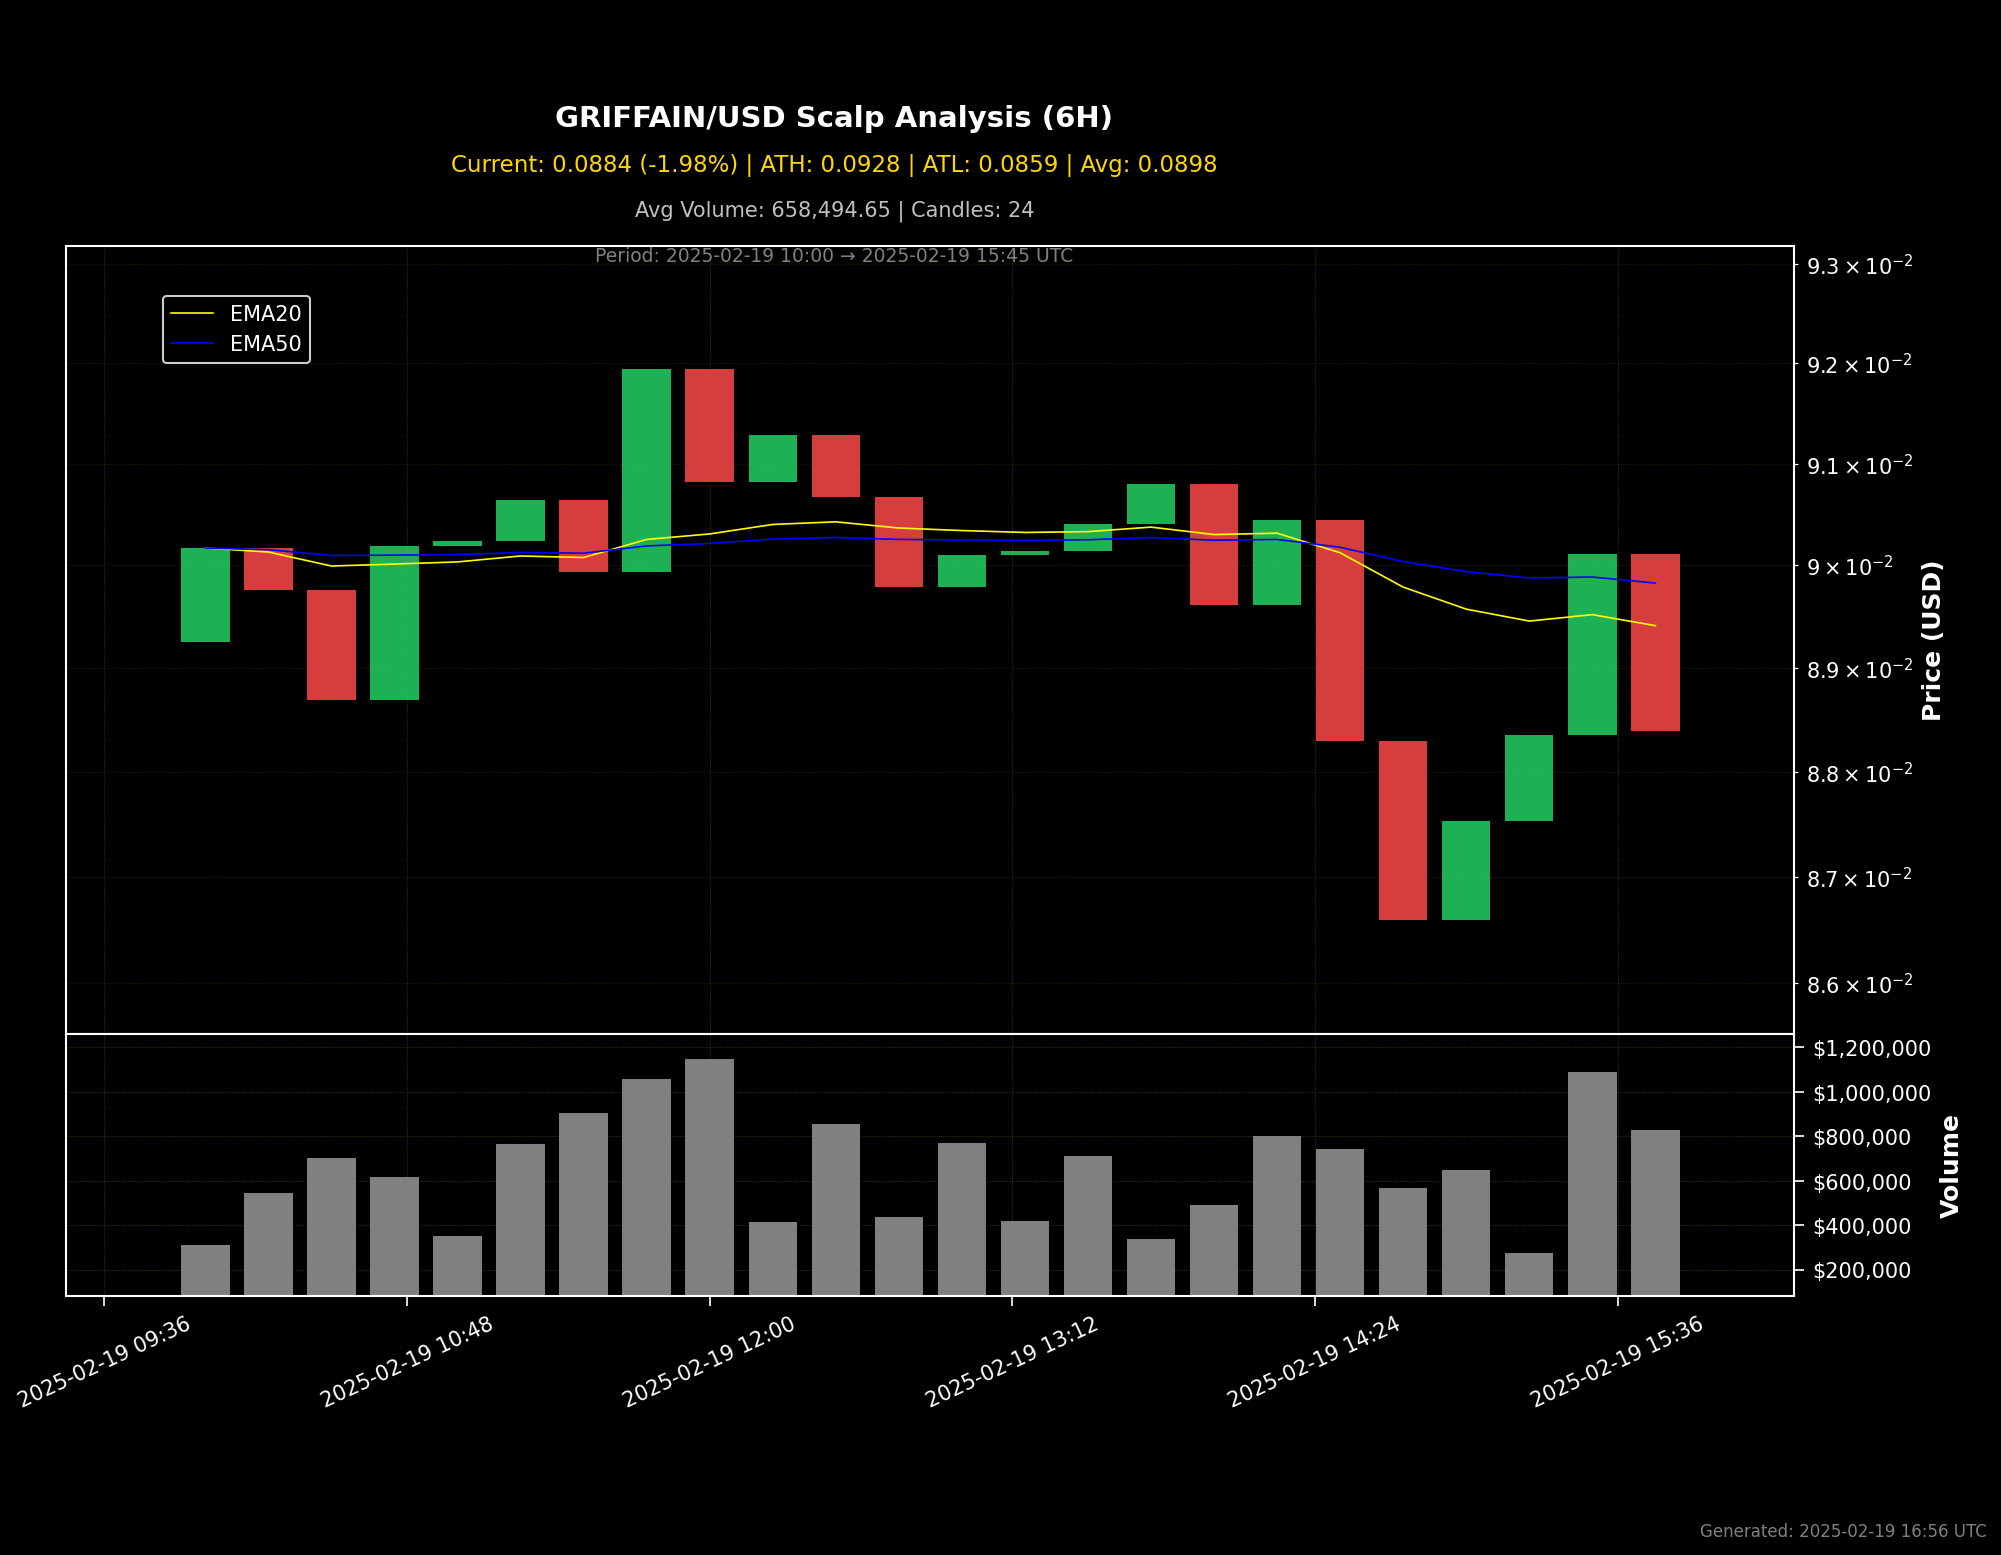 GRIFFAIN/USD Scalp Analysis (6H)
Current: 0.0884 (-1.98%) | ATH: 0.0928 | ATL: 0.0859 | Avg: 0.0898
Avg Volume: 658,494.65 | Candles: 24
Period: 2025-02-19 10:00 → 2025-02-19 15:45 UTC
EMA20
EMA50
9.3 × 10⁻²
9.2 × 10⁻²
9.1 × 10⁻²
9 × 10⁻²
8.9 × 10⁻²
8.8 × 10⁻²
8.7 × 10⁻²
8.6 × 10⁻²
Price (USD)
$1,200,000
$1,000,000
$800,000
$600,000
$400,000
$200,000
Volume
2025-02-19 09:36
2025-02-19 10:48
2025-02-19 12:00
2025-02-19 13:12
2025-02-19 14:24
2025-02-19 15:36
Generated: 2025-02-19 16:56 UTC